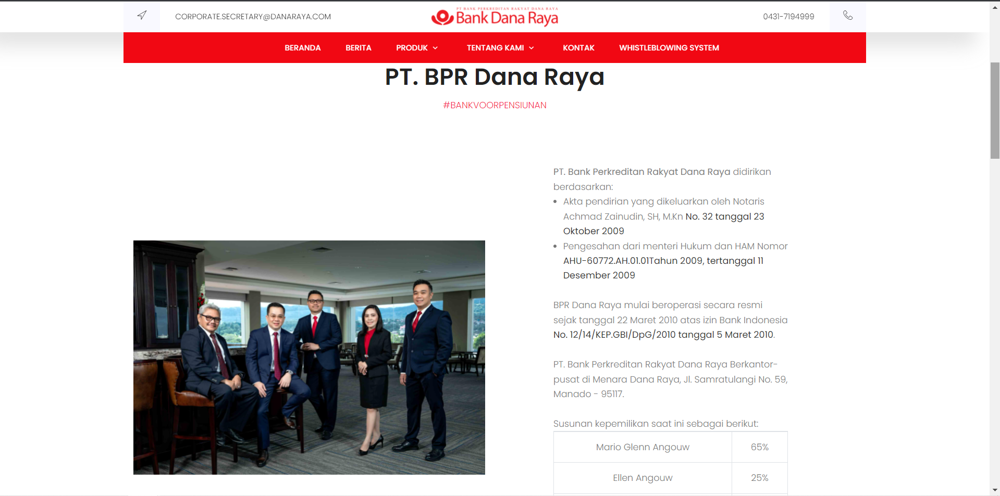 CORPORATE.SECRETARY@DANARAYA.COM
PT BANK PERKREDITAN RAKYAT DANA RAYA
Bank Dana Raya
0431-7194999
BERANDA BERITA PRODUK TENTANG KAMI KONTAK WHISTLEBLOWING SYSTEM
PT. BPR Dana Raya
#BANKVOORPENSIUNAN
PT. Bank Perkreditan Rakyat Dana Raya didirikan
berdasarkan:
Akta pendirian yang dikeluarkan oleh Notaris
Achmad Zainudin, SH, M.Kn No. 32 tanggal 23
Oktober 2009
Pengesahan dari menteri Hukum dan HAM Nomor
AHU-60772.AH.01.01Tahun 2009, tertanggal 11
Desember 2009
BPR Dana Raya mulai beroperasi secara resmi
sejak tanggal 22 Maret 2010 atas izin Bank Indonesia
No. 12/14/KEP.GBI/DpG/2010 tanggal 5 Maret 2010.
PT. Bank Perkreditan Rakyat Dana Raya Berkantor-
pusat di Menara Dana Raya, Jl. Samratulangi No. 59,
Manado - 95117.
Susunan kepemilikan saat ini sebagai berikut:
Mario Glenn Angouw 65%
Ellen Angouw 25%